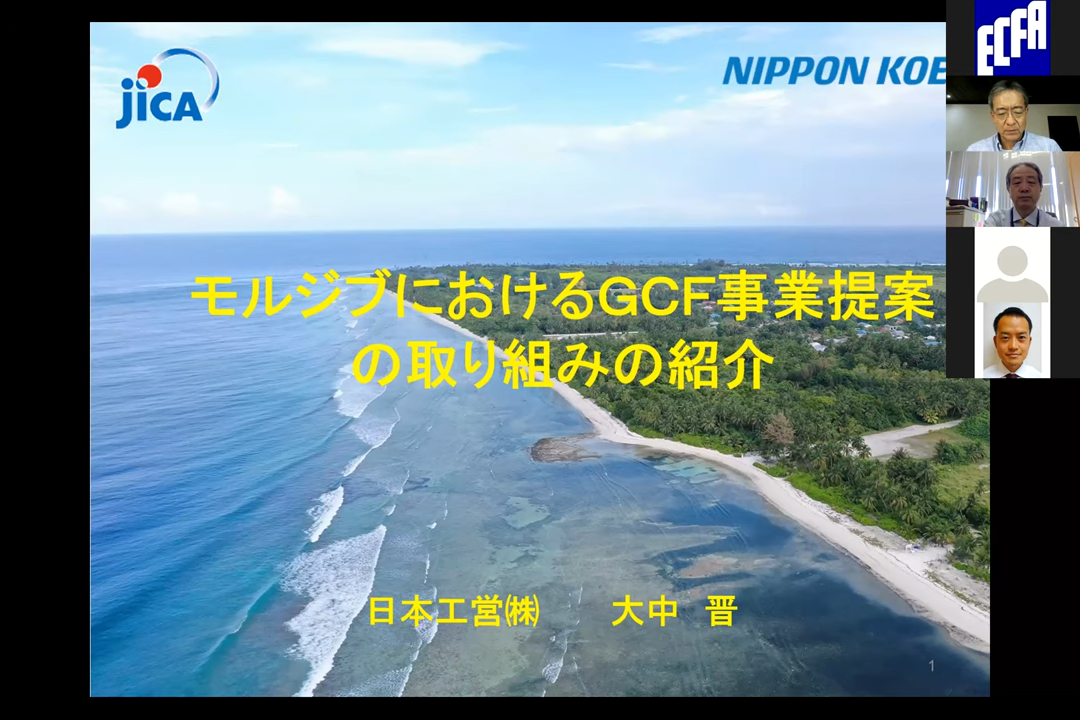 JICA
NIPPON KOE
ECFA
モルジブにおけるGCF事業提案
の取り組みの紹介
日本工営㈱　　大中　晋
1